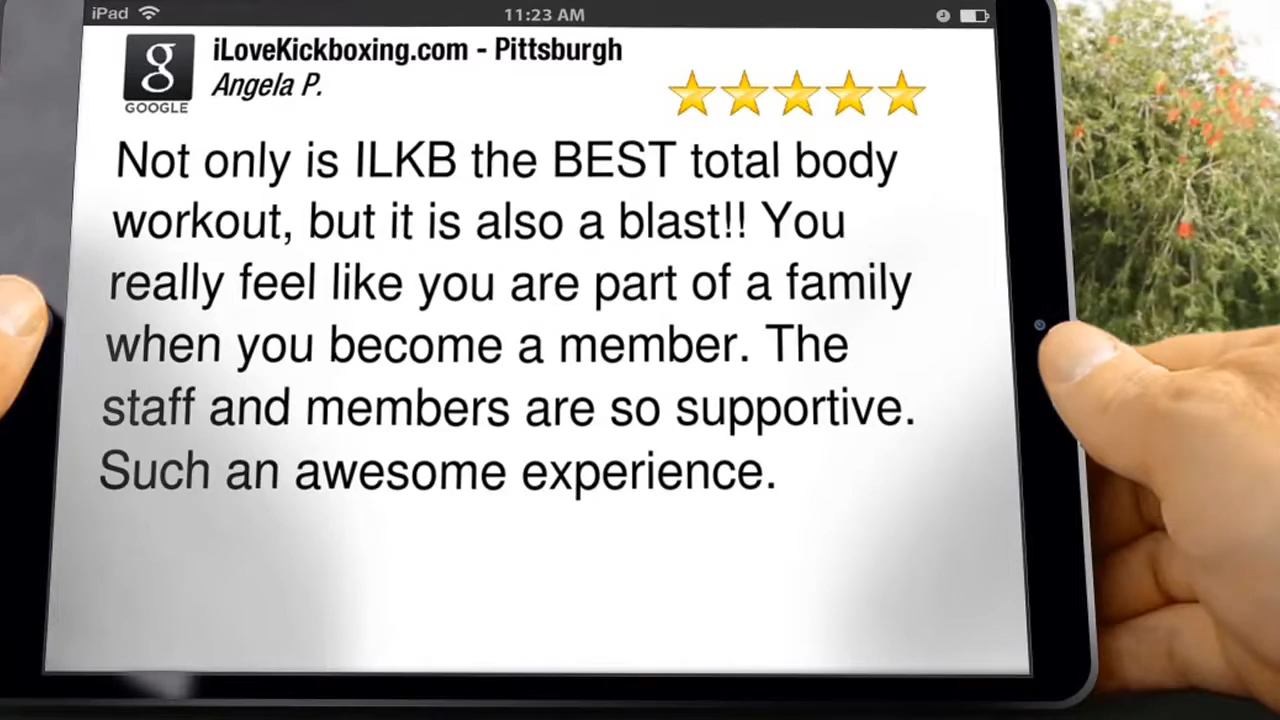 iPad 11:23 AM
g
GOOGLE
iLoveKickboxing.com - Pittsburgh
Angela P.
Not only is ILKB the BEST total body
workout, but it is also a blast!! You
really feel like you are part of a family
when you become a member. The
staff and members are so supportive.
Such an awesome experience.